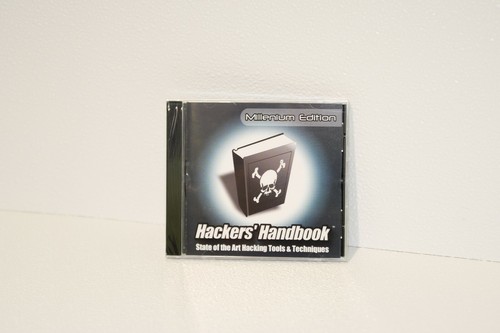 Millenium Edition
Hackers' Handbook
State of the Art Hacking Tools & Techniques